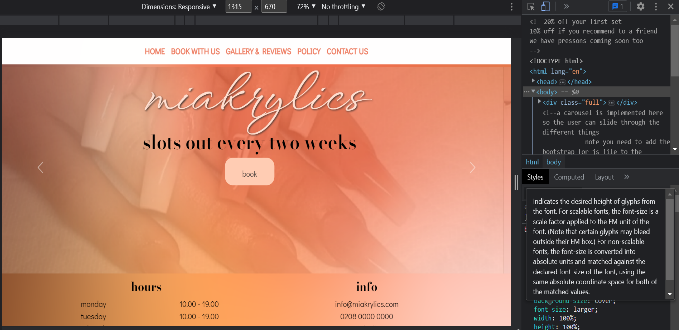 Dimensions: Responsive ▼ 1315 × 670 72% ▼ No throttling ▼
1
HOME BOOK WITH US GALLERY & REVIEWS POLICY CONTACT US
miakrylics
slots out every two weeks
book
hours
info
monday 10.00 - 19.00
info@miakrylics.com
tuesday 10.00 - 19.00
0208 0000 0000
<!-- 20% off your first set
10% off if you recommend to a friend
we have pressons coming soon too
-->
<!DOCTYPE html>
<html lang="en">
▶<head> ⋯ </head>
⋯ ▼<body> == $0
▶<div class="full"> ⋯ </div>
<!--a carousel is implemented here
so the user can slide through the
different things
note you need to add the
html body
Styles Computed Layout »
Indicates the desired height of glyphs from
the font. For scalable fonts, the font-size is a
scale factor applied to the EM unit of the
font. (Note that certain glyphs may bleed
outside their EM box.) For non-scalable
fonts, the font-size is converted into
absolute units and matched against the
declared font-size of the font, using the
same absolute coordinate space for both of
the matched values.
background-size: cover;
font-size: larger;
width: 100%;
height: 100%;